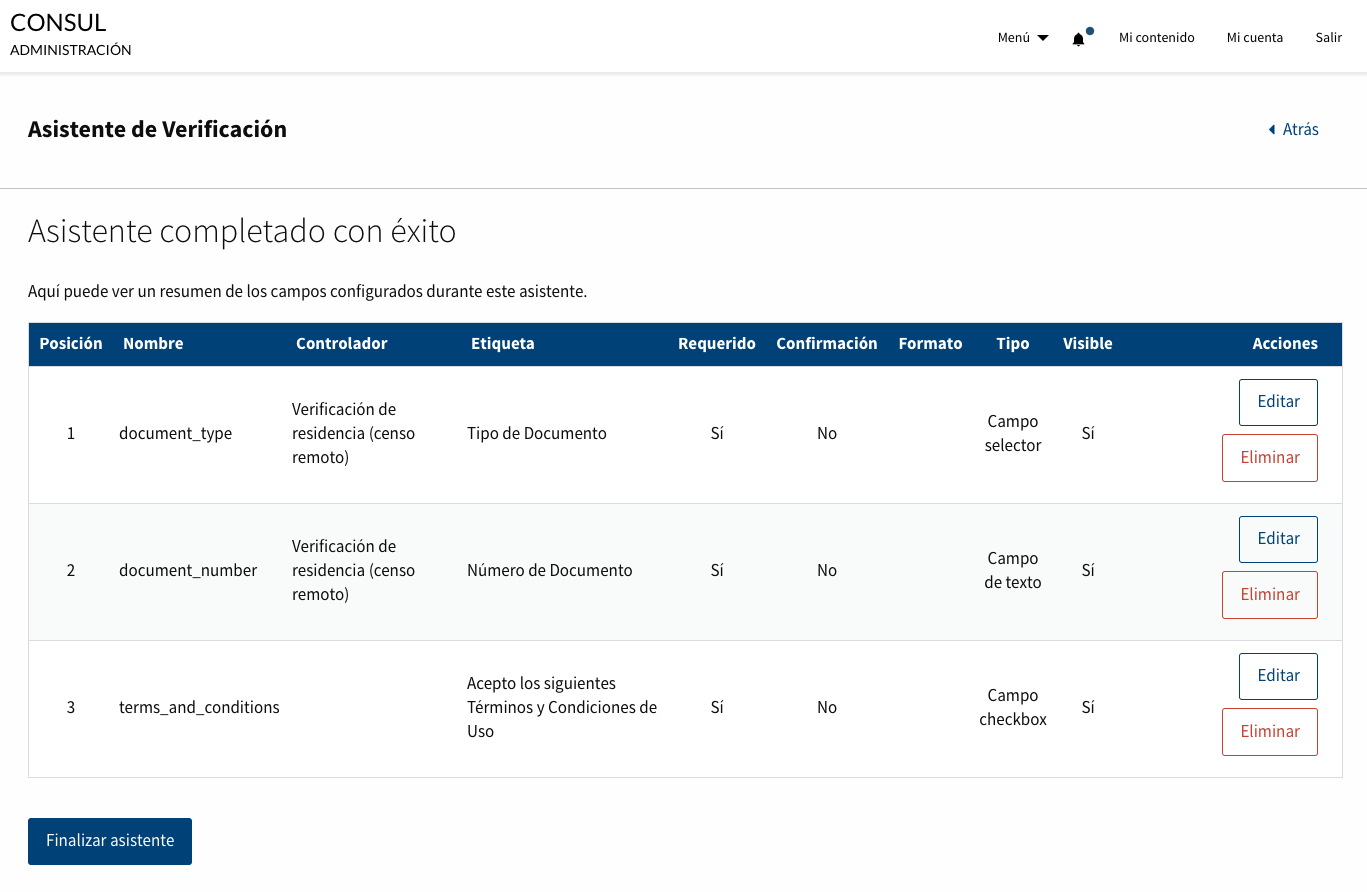 CONSUL
ADMINISTRACIÓN
Menú
Mi contenido
Mi cuenta
Salir
Asistente de Verificación
Atrás
Asistente completado con éxito
Aquí puede ver un resumen de los campos configurados durante este asistente.
Posición Nombre Controlador Etiqueta Requerido Confirmación Formato Tipo Visible Acciones
1
document_type
Verificación de
residencia (censo
remoto)
Tipo de Documento
Sí
No
Campo
selector
Sí
Editar
Eliminar
2
document_number
Verificación de
residencia (censo
remoto)
Número de Documento
Sí
No
Campo
de texto
Sí
Editar
Eliminar
3
terms_and_conditions
Acepto los siguientes
Términos y Condiciones de
Uso
Sí
No
Campo
checkbox
Sí
Editar
Eliminar
Finalizar asistente